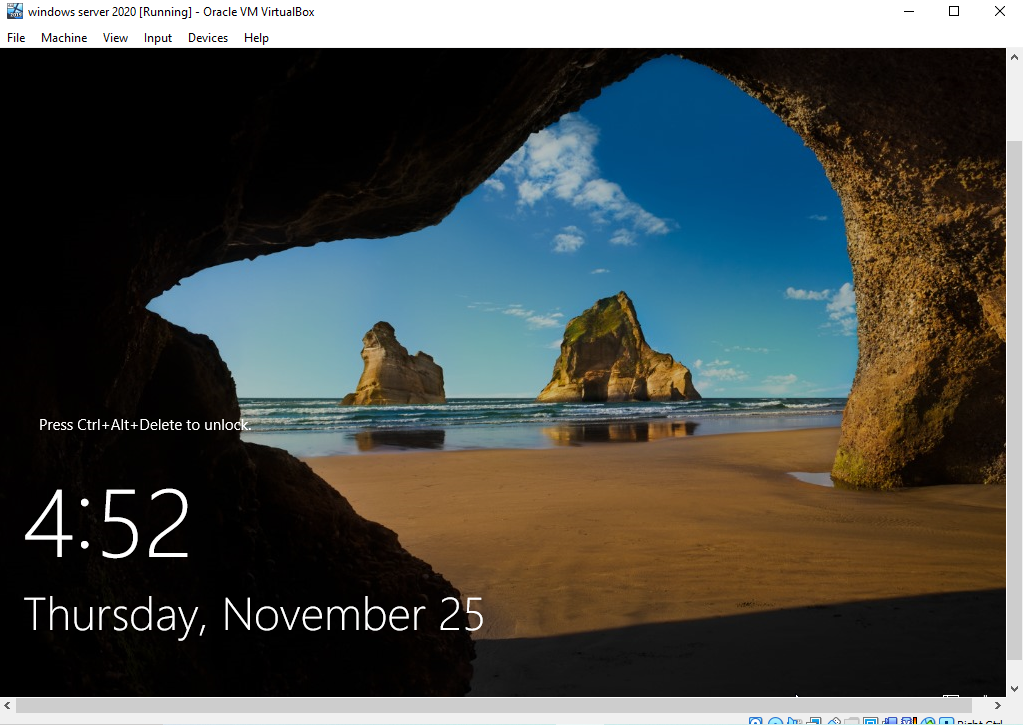 windows server 2020 [Running] - Oracle VM VirtualBox
File Machine View Input Devices Help
Press Ctrl+Alt+Delete to unlock.
4:52
Thursday, November 25
Right Ctrl